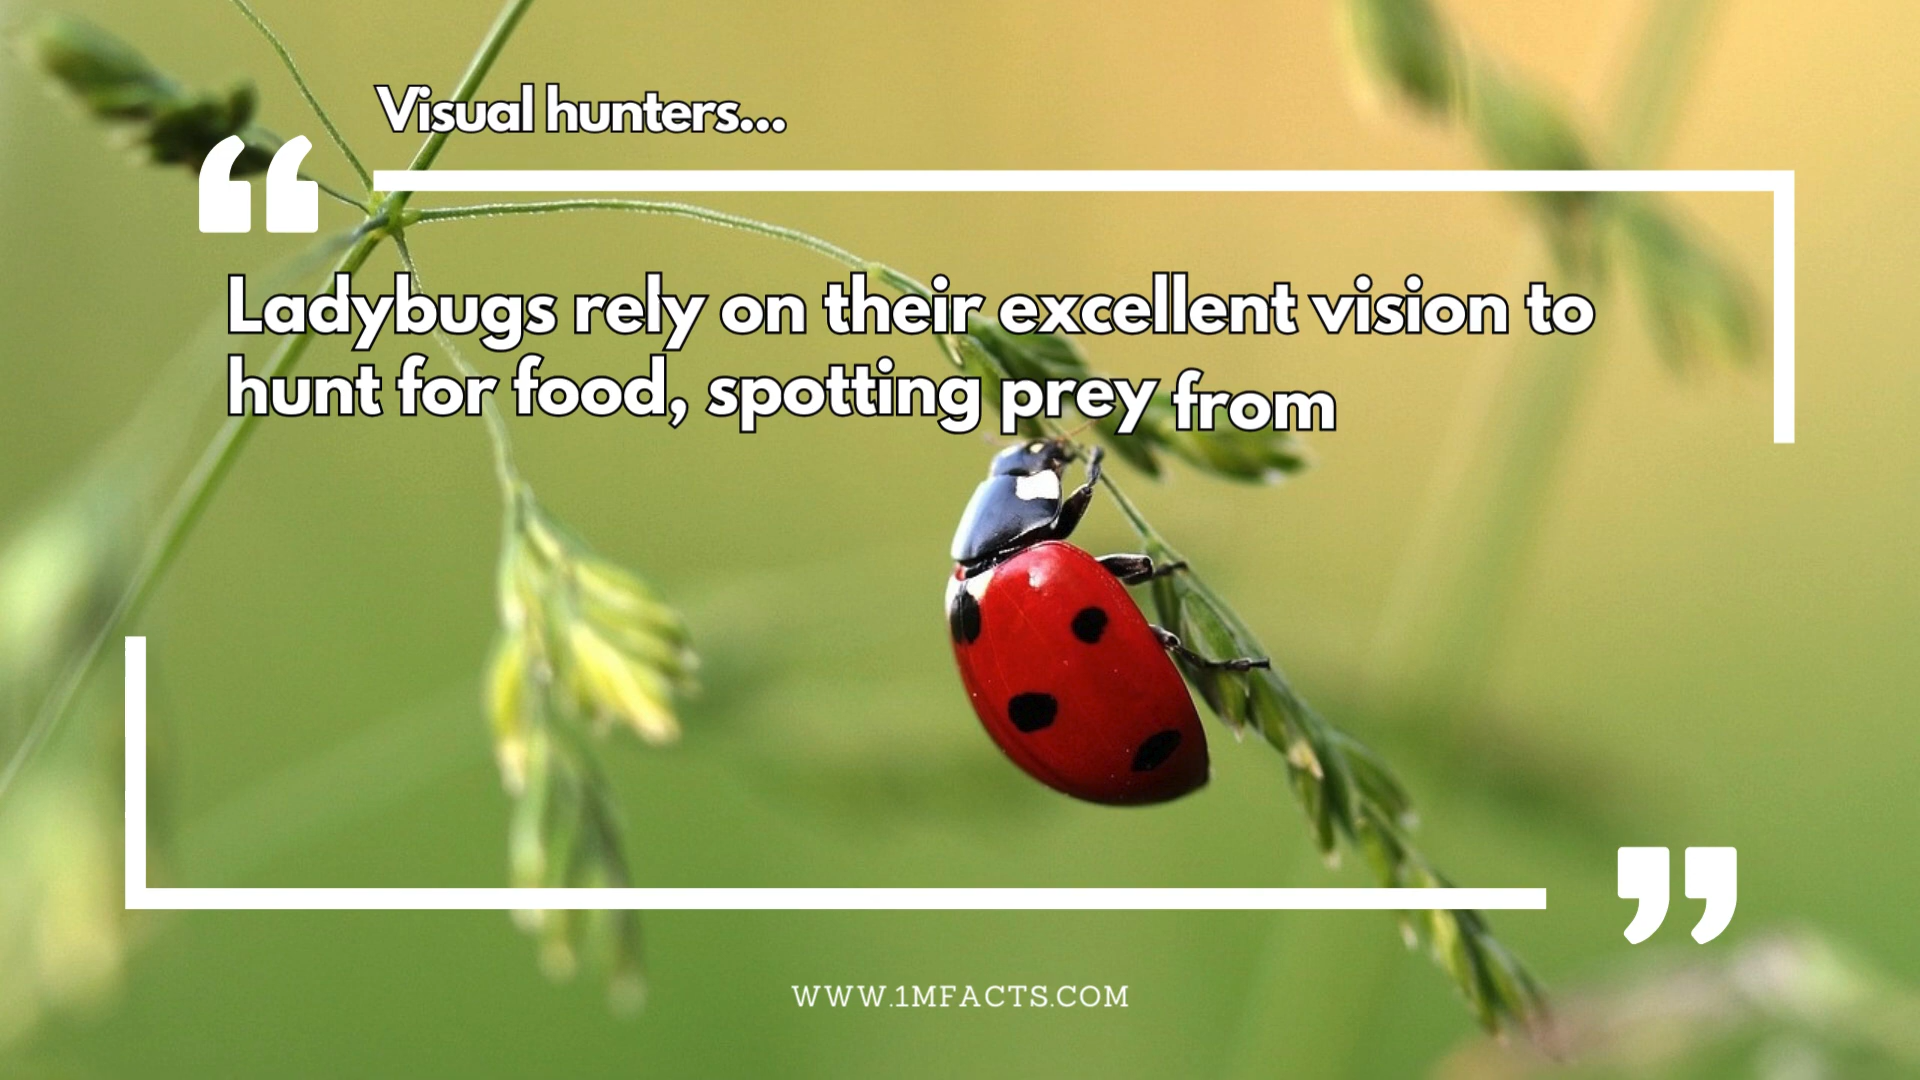 Visual hunters...
“
Ladybugs rely on their excellent vision to
hunt for food, spotting prey from
”
WWW.1MFACTS.COM